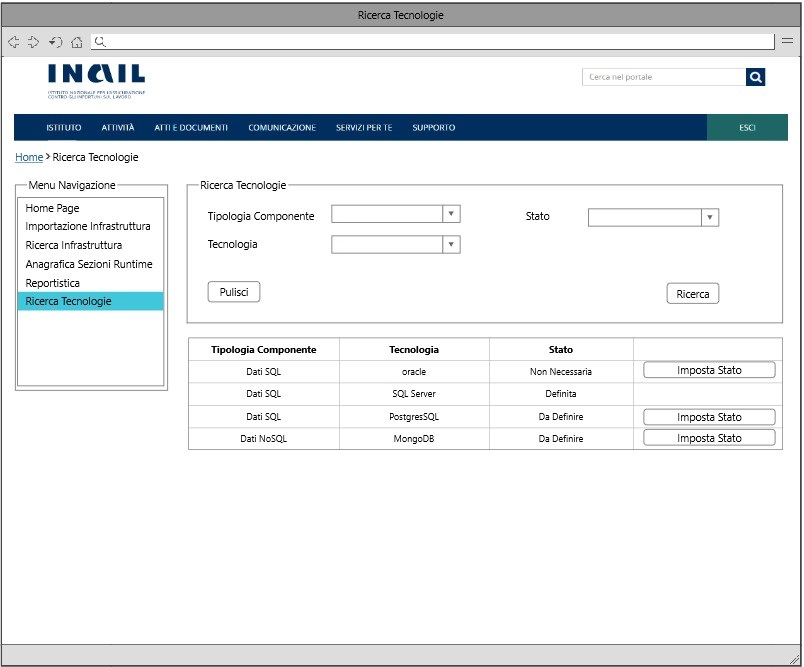 Ricerca Tecnologie
INAIL
ISTITUTO NAZIONALE PER L'ASSICURAZIONE
CONTRO GLI INFORTUNI SUL LAVORO
Cerca nel portale
ISTITUTO ATTIVITÀ ATTI E DOCUMENTI COMUNICAZIONE SERVIZI PER TE SUPPORTO ESCI
Home > Ricerca Tecnologie
Menu Navigazione
Home Page
Importazione Infrastruttura
Ricerca Infrastruttura
Anagrafica Sezioni Runtime
Reportistica
Ricerca Tecnologie
Ricerca Tecnologie
Tipologia Componente Stato
Tecnologia
Pulisci Ricerca
Tipologia Componente Tecnologia Stato
Dati SQL oracle Non Necessaria Imposta Stato
Dati SQL SQL Server Definita
Dati SQL PostgresSQL Da Definire Imposta Stato
Dati NoSQL MongoDB Da Definire Imposta Stato